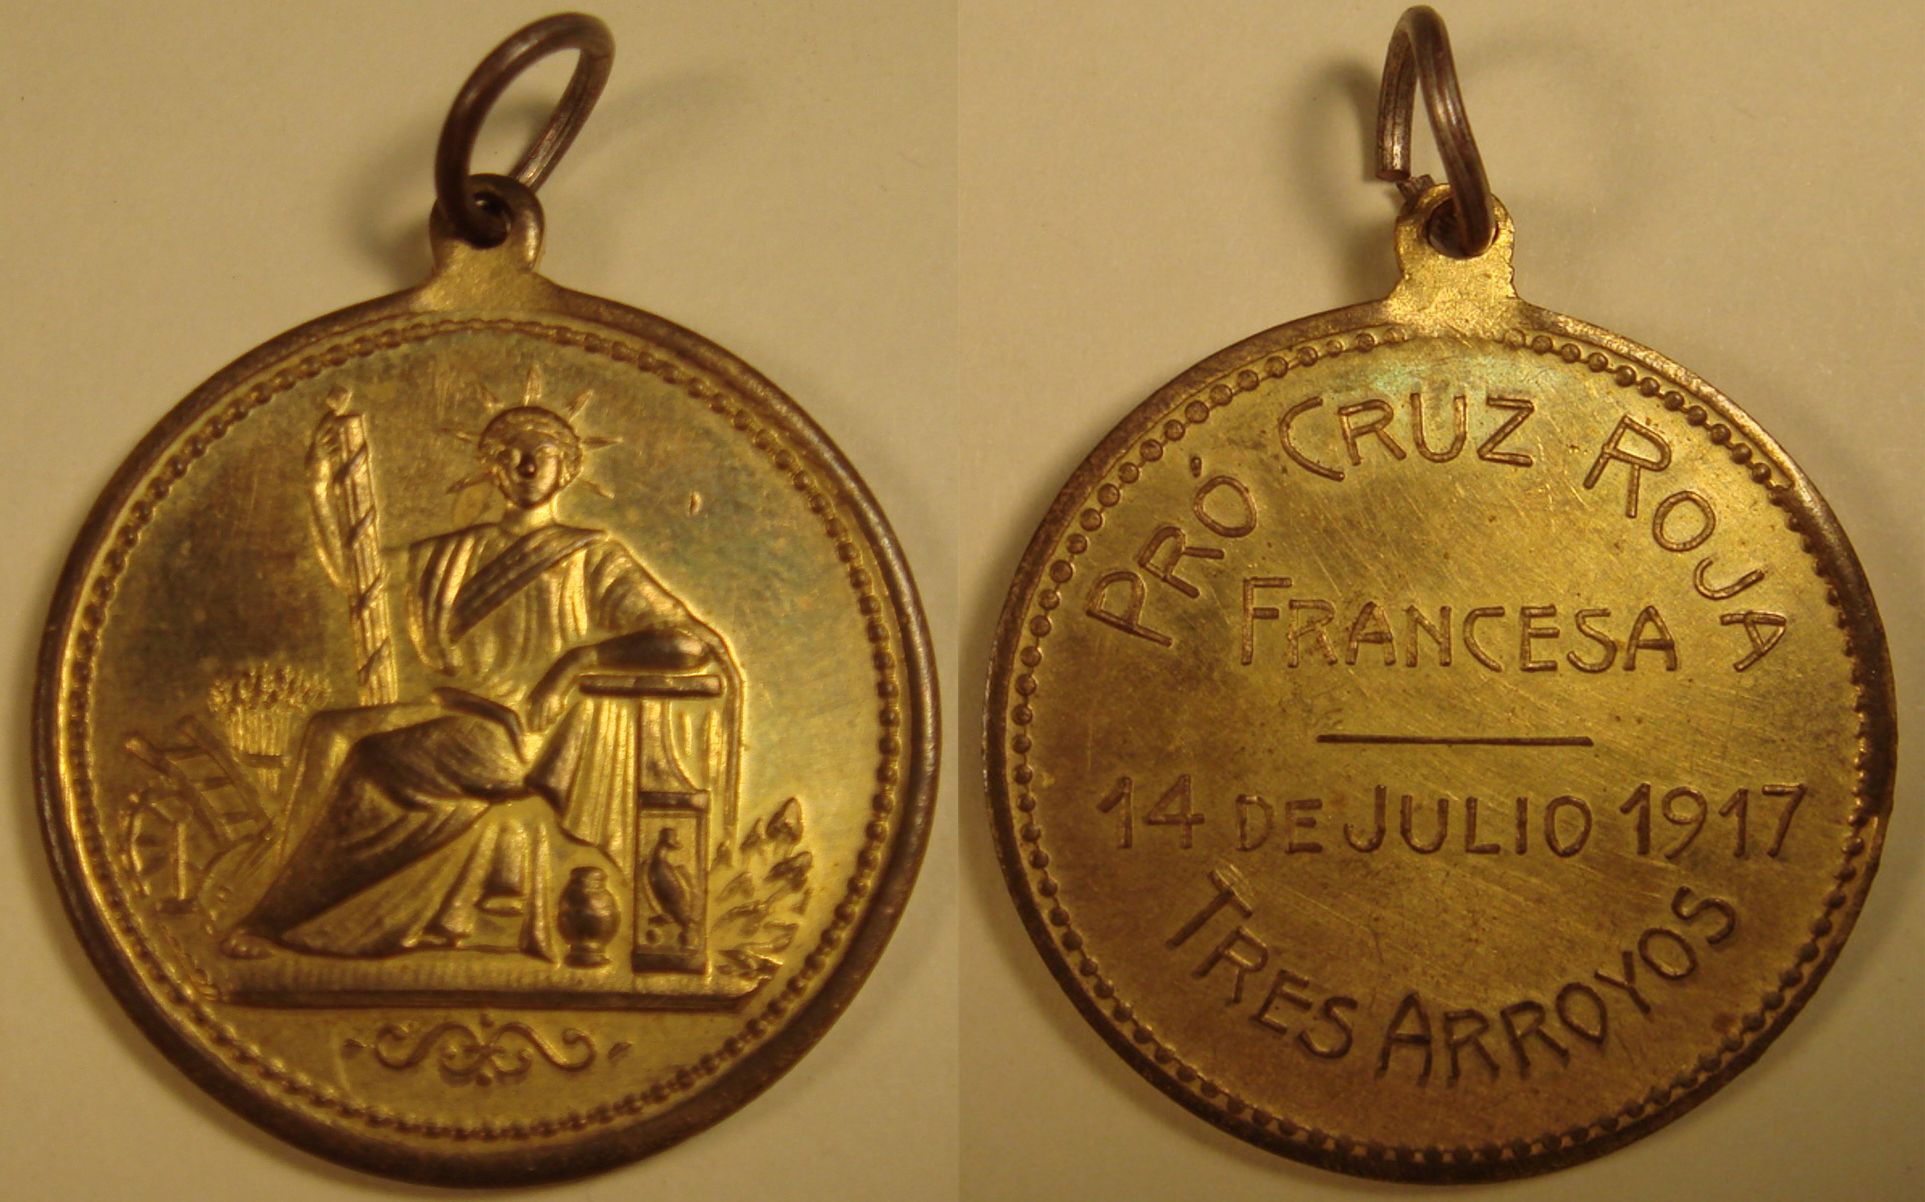 PRÓ CRUZ ROJA
FRANCESA
14 DE JULIO 1917
TRES ARROYOS